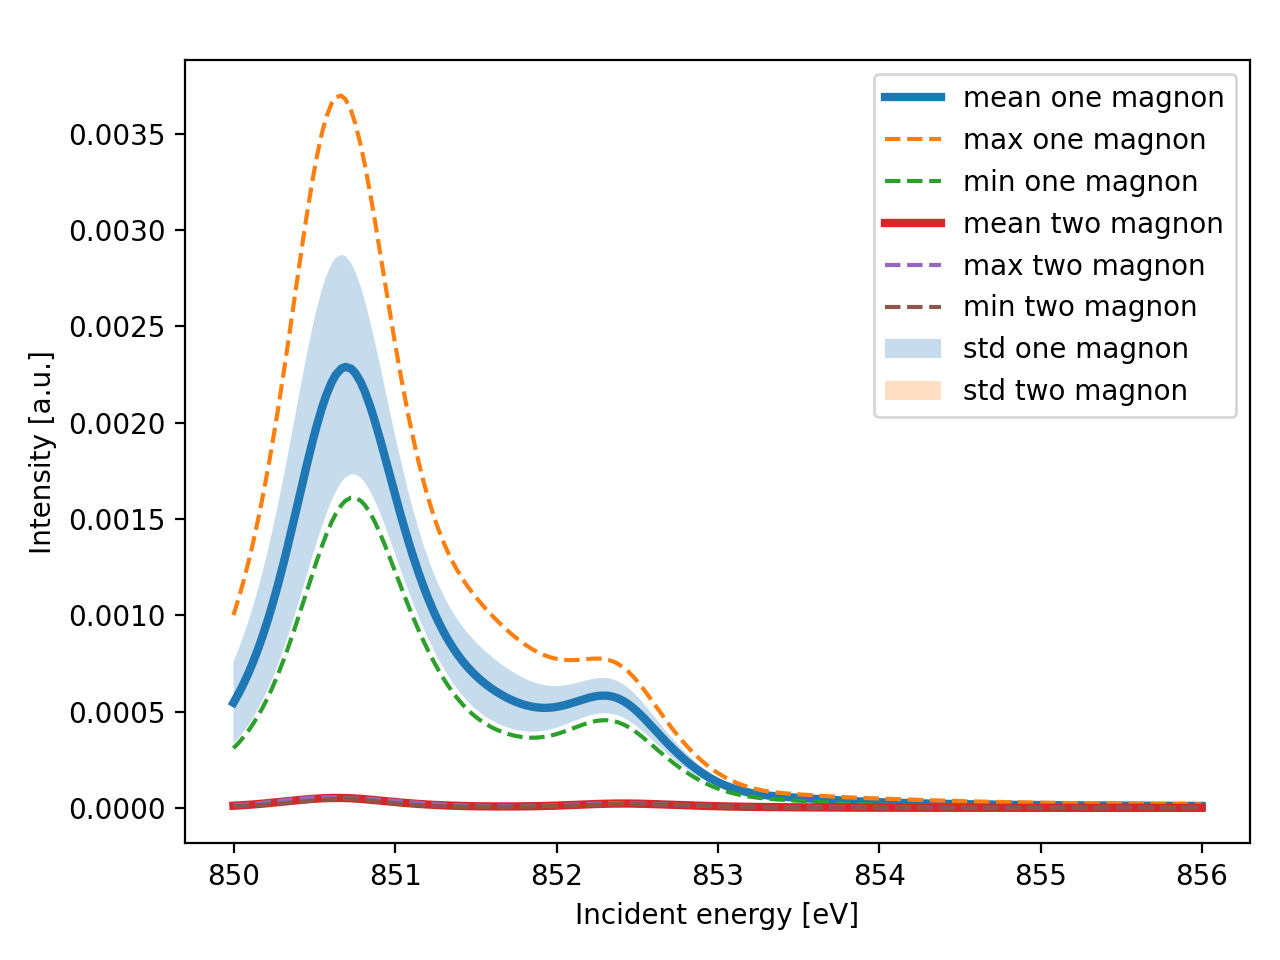 mean one magnon
max one magnon
min one magnon
mean two magnon
max two magnon
min two magnon
std one magnon
std two magnon
0.0035
0.0030
0.0025
0.0020
0.0015
0.0010
0.0005
0.0000
Intensity [a.u.]
850 851 852 853 854 855 856
Incident energy [eV]